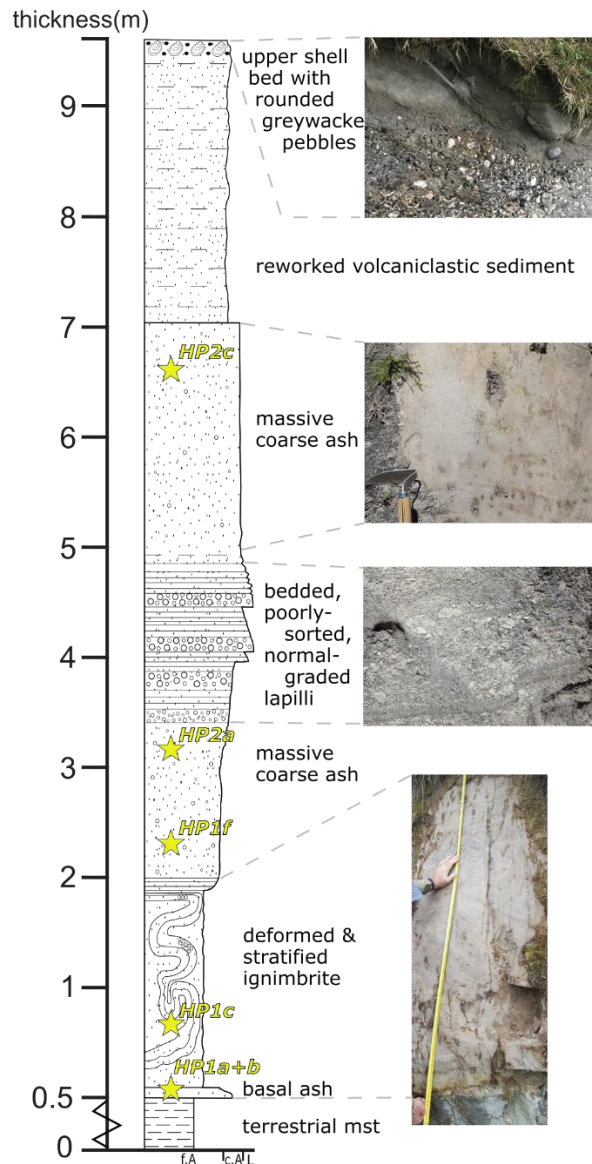 thickness(m)
9
8
7
6
5
4
3
2
1
0.5
0
upper shell
bed with
rounded
greywacke
pebbles
reworked volcaniclastic sediment
HP2c
massive
coarse ash
bedded,
poorly-
sorted,
normal-
graded
lapilli
HP2a
massive
coarse ash
HP1f
deformed &
stratified
ignimbrite
HP1c
HP1a+b
basal ash
terrestrial mst
f.A c.A L